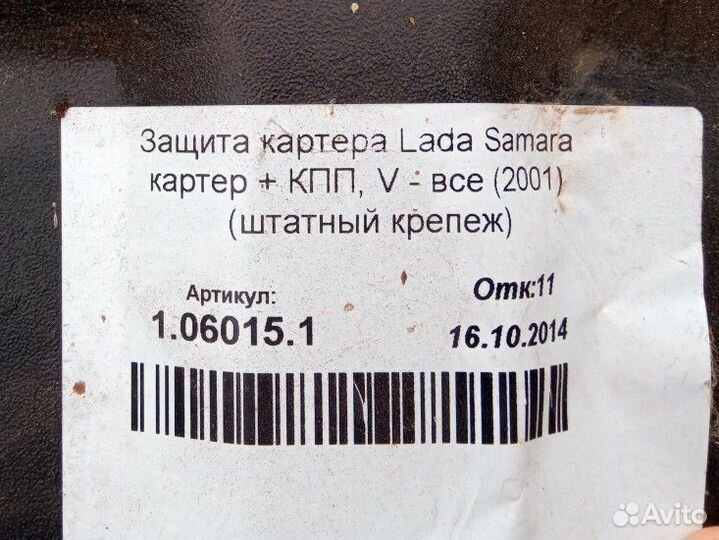 Защита картера Lada Samara
картер + КПП, V - все (2001)
(штатный крепеж)
Артикул:
1.06015.1
Отк:11
16.10.2014
Avito